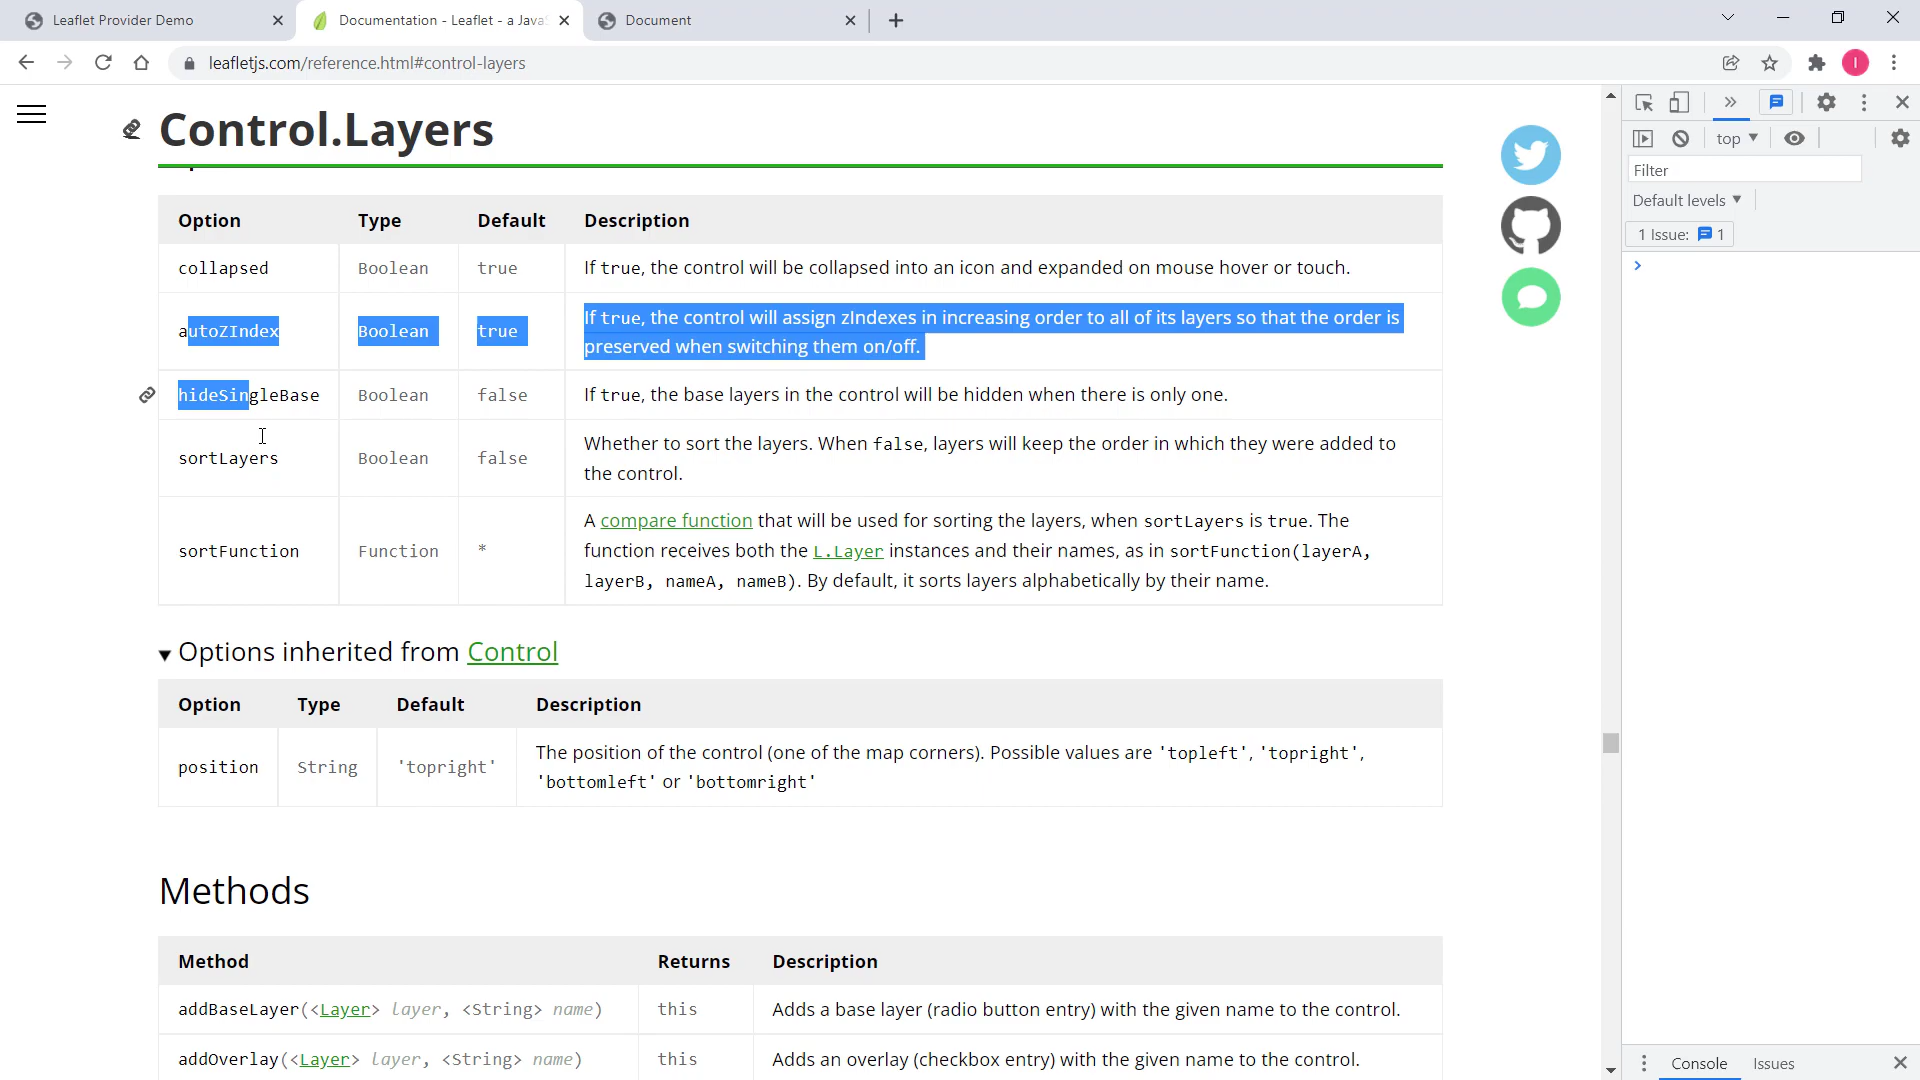 Leaflet Provider Demo
Documentation - Leaflet - a Java
Document
leafletjs.com/reference.html#control-layers
Control.Layers
Option Type Default Description
collapsed Boolean true If true, the control will be collapsed into an icon and expanded on mouse hover or touch.
autoZIndex Boolean true If true, the control will assign zIndexes in increasing order to all of its layers so that the order is
preserved when switching them on/off.
hideSingleBase Boolean false If true, the base layers in the control will be hidden when there is only one.
sortLayers Boolean false Whether to sort the layers. When false, layers will keep the order in which they were added to
the control.
sortFunction Function * A compare function that will be used for sorting the layers, when sortLayers is true. The
function receives both the L.Layer instances and their names, as in sortFunction(layerA,
layerB, nameA, nameB). By default, it sorts layers alphabetically by their name.
Options inherited from Control
Option Type Default Description
position String 'topright' The position of the control (one of the map corners). Possible values are 'topleft', 'topright',
'bottomleft' or 'bottomright'
Methods
Method Returns Description
addBaseLayer(<Layer> layer, <String> name) this Adds a base layer (radio button entry) with the given name to the control.
addOverlay(<Layer> layer, <String> name) this Adds an overlay (checkbox entry) with the given name to the control.
I
top
Filter
Default levels
1 Issue: 1
Console Issues